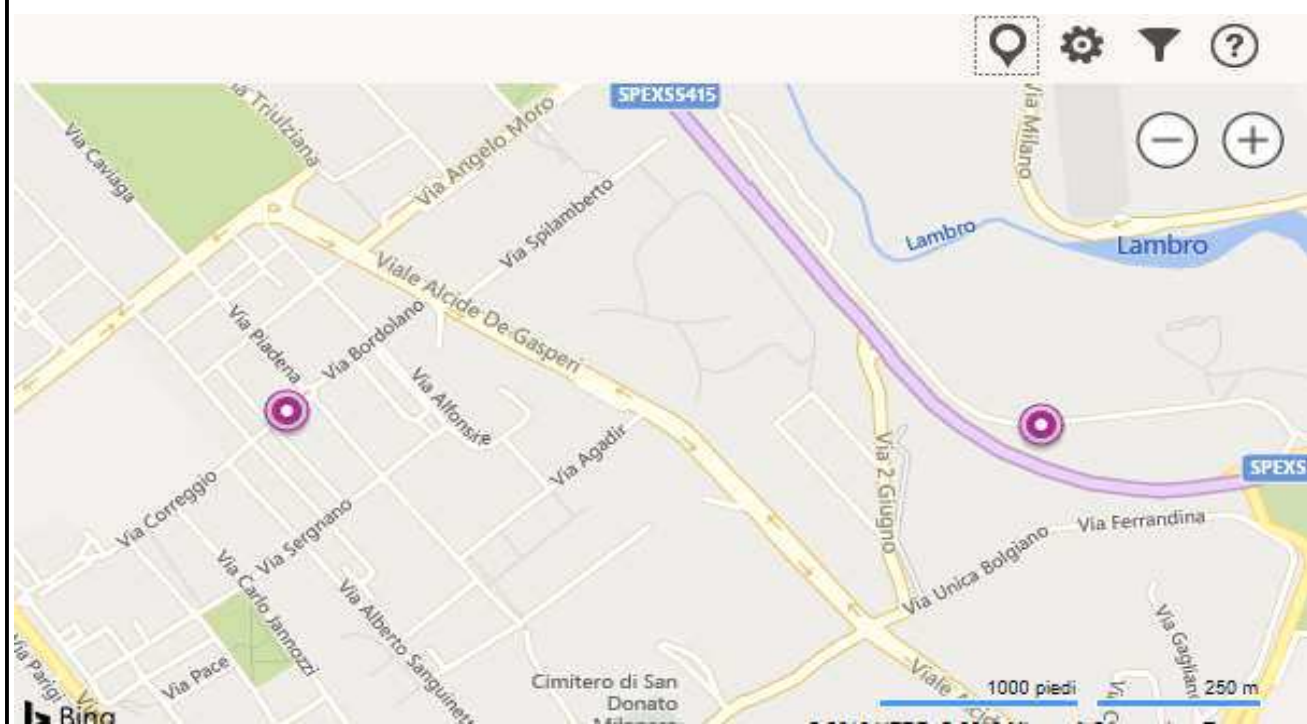 SPEXSS415
Via Triulziana
Via Angelo Moro
Via Milano
Via Caviaga
Via Spilamberto
Lambro
Lambro
Viale Alcide De Gasperi
Via Piadena
Via Bordolano
Via Alfonsine
Via Agadir
Via 2 Giugno
SPEXS
Via Correggio
Via Sergnano
Via Ferrandina
Via Unica Bolgiano
Via Carlo Jannozzi
Via Alberto Sanguinett
Via Gagliano
Via Pace
Via Parigi
Cimitero di San
Donato
Viale
1000 piedi
250 m
Bing